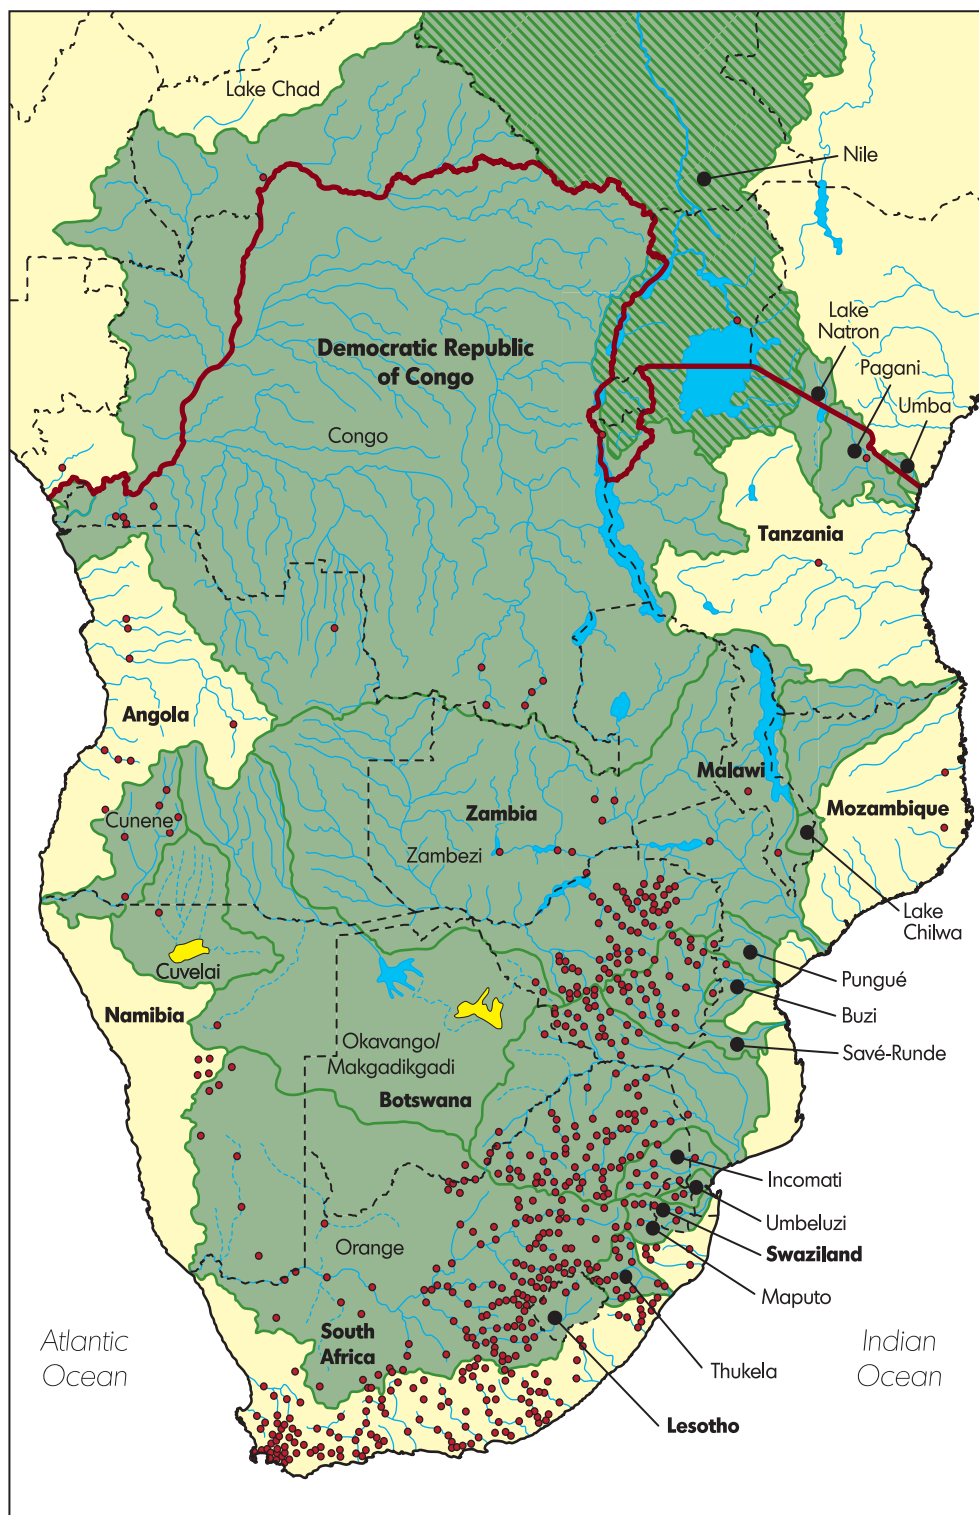 Lake Chad
Nile
Lake
Natron
Pagani
Umba
Democratic Republic
of Congo
Congo
Tanzania
Angola
Malawi
Mozambique
Zambia
Cunene
Zambezi
Lake
Chilwa
Cuvelai
Pungué
Namibia
Buzi
Okavango/
Makgadikgadi
Savé-Runde
Botswana
Incomati
Umbeluzi
Orange
Swaziland
Maputo
South
Africa
Atlantic
Ocean
Indian
Ocean
Thukela
Lesotho